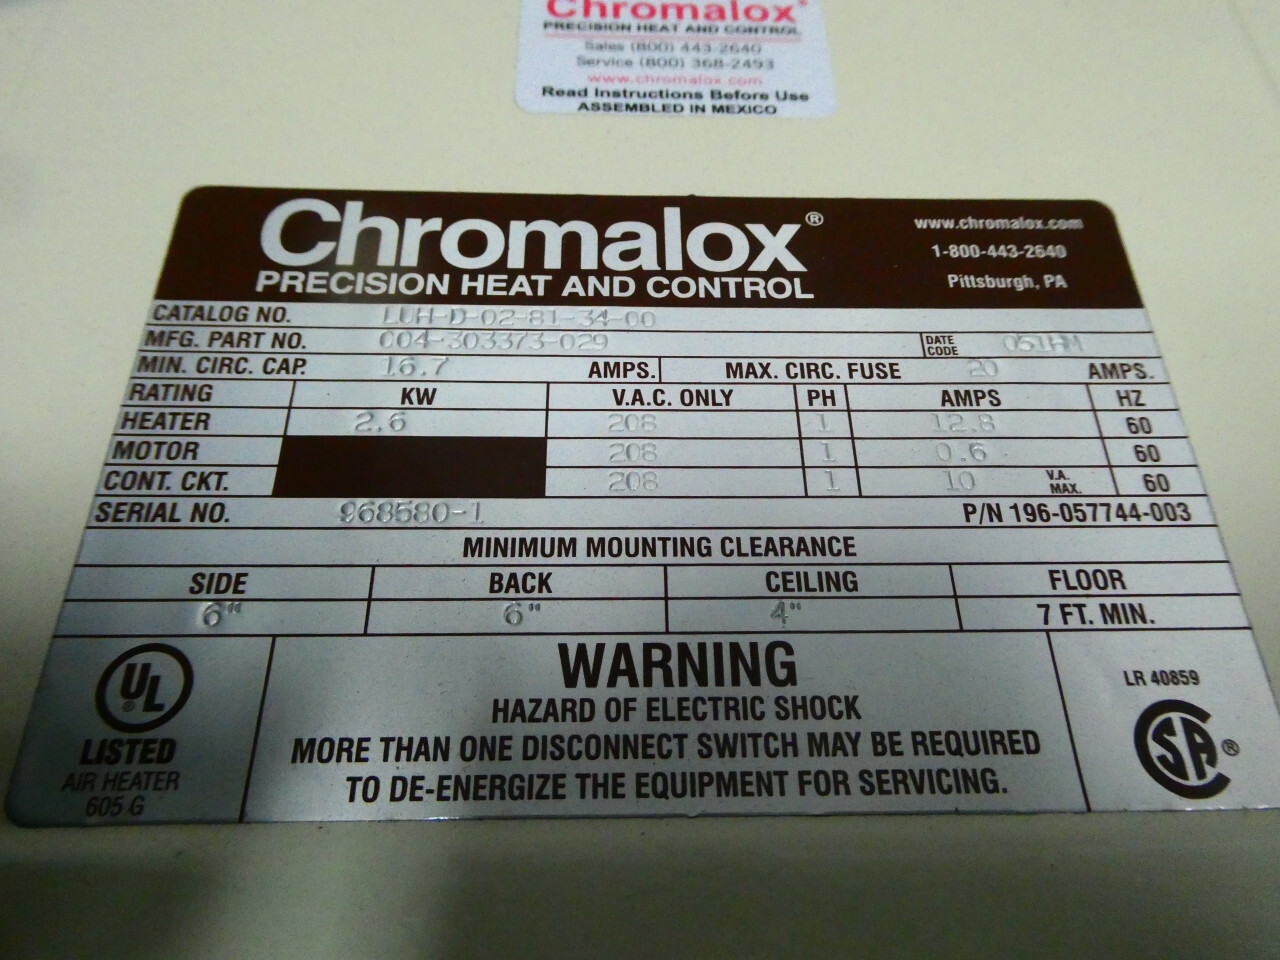 Chromalox®
PRECISION HEAT AND CONTROL
Sales (800) 443-2640
Service (800) 368-2493
www.chromalox.com
Read Instructions Before Use
ASSEMBLED IN MEXICO
Chromalox®
PRECISION HEAT AND CONTROL
www.chromalox.com
1-800-443-2640
Pittsburgh, PA
CATALOG NO. LUH-D-02-81-34-00
MFG. PART NO. 004-303373-029 DATE CODE
MIN. CIRC. CAP. 16.7 AMPS. MAX. CIRC. FUSE 20 AMPS.
RATING KW V.A.C. ONLY PH AMPS HZ
HEATER 2.6 208 1 12.8 60
MOTOR 208 1 0.6 60
CONT. CKT. 208 1 10 V.A. MAX. 60
SERIAL NO. 968580-1 P/N 196-057744-003
MINIMUM MOUNTING CLEARANCE
SIDE BACK CEILING FLOOR
6" 6" 4" 7 FT. MIN.
UL®
LISTED
AIR HEATER
605 G
WARNING
HAZARD OF ELECTRIC SHOCK
MORE THAN ONE DISCONNECT SWITCH MAY BE REQUIRED
TO DE-ENERGIZE THE EQUIPMENT FOR SERVICING.
LR 40859
CSA®